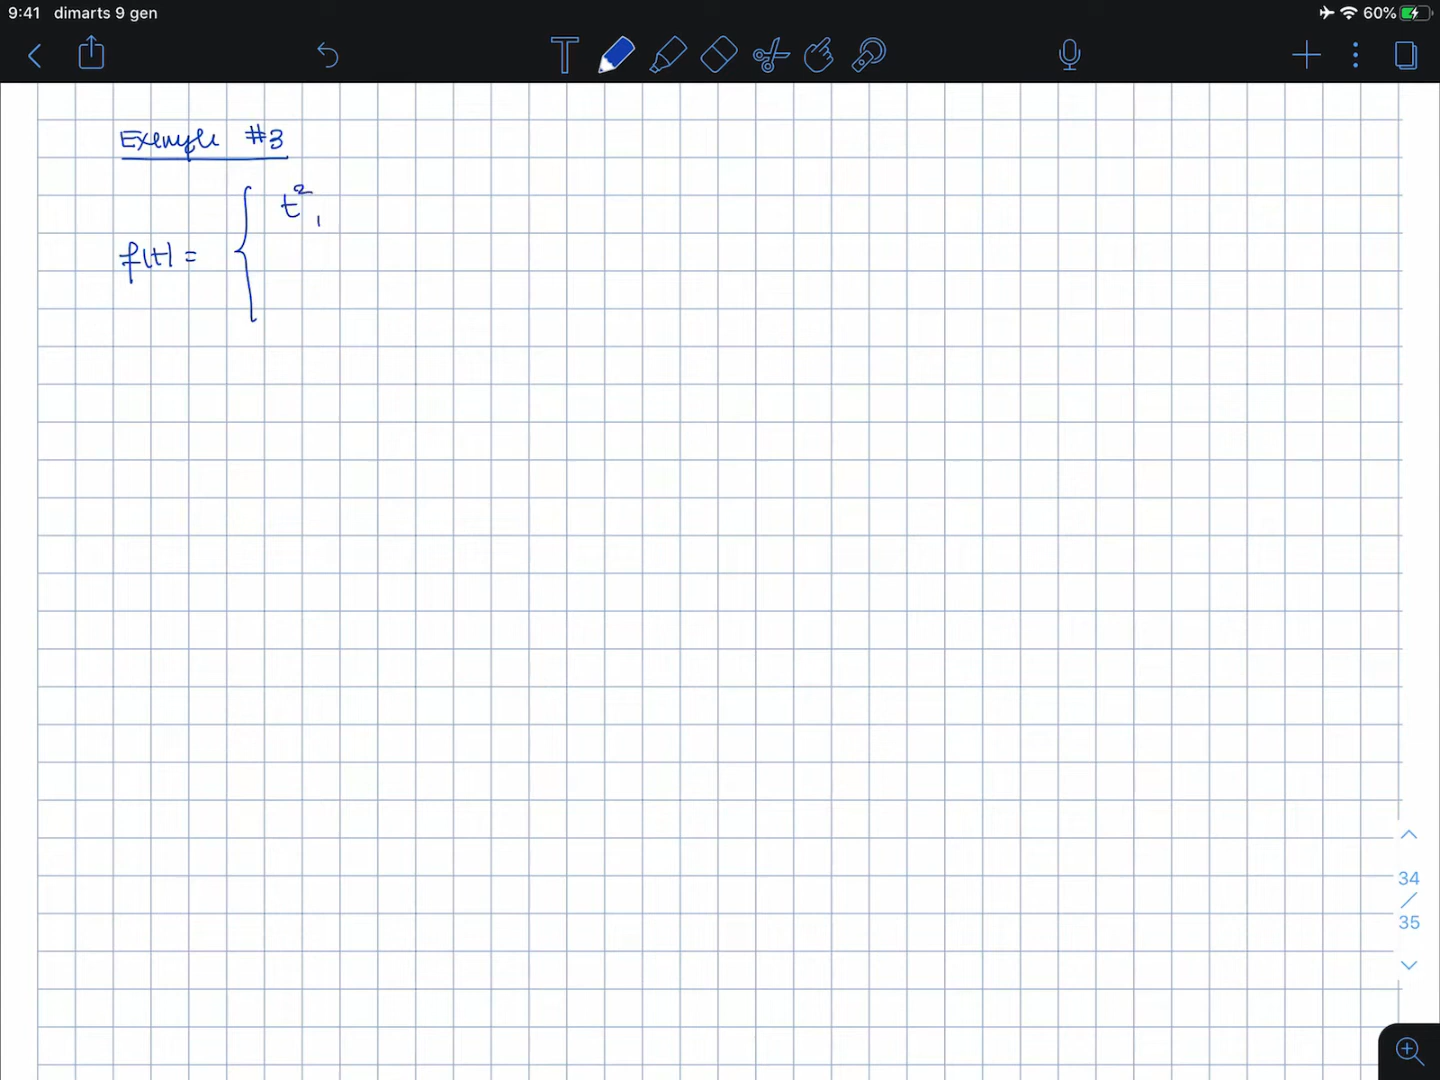 9:41 dimarts 9 gen 60%
Exemple #3
t²,
f(t) = {
34
/
35